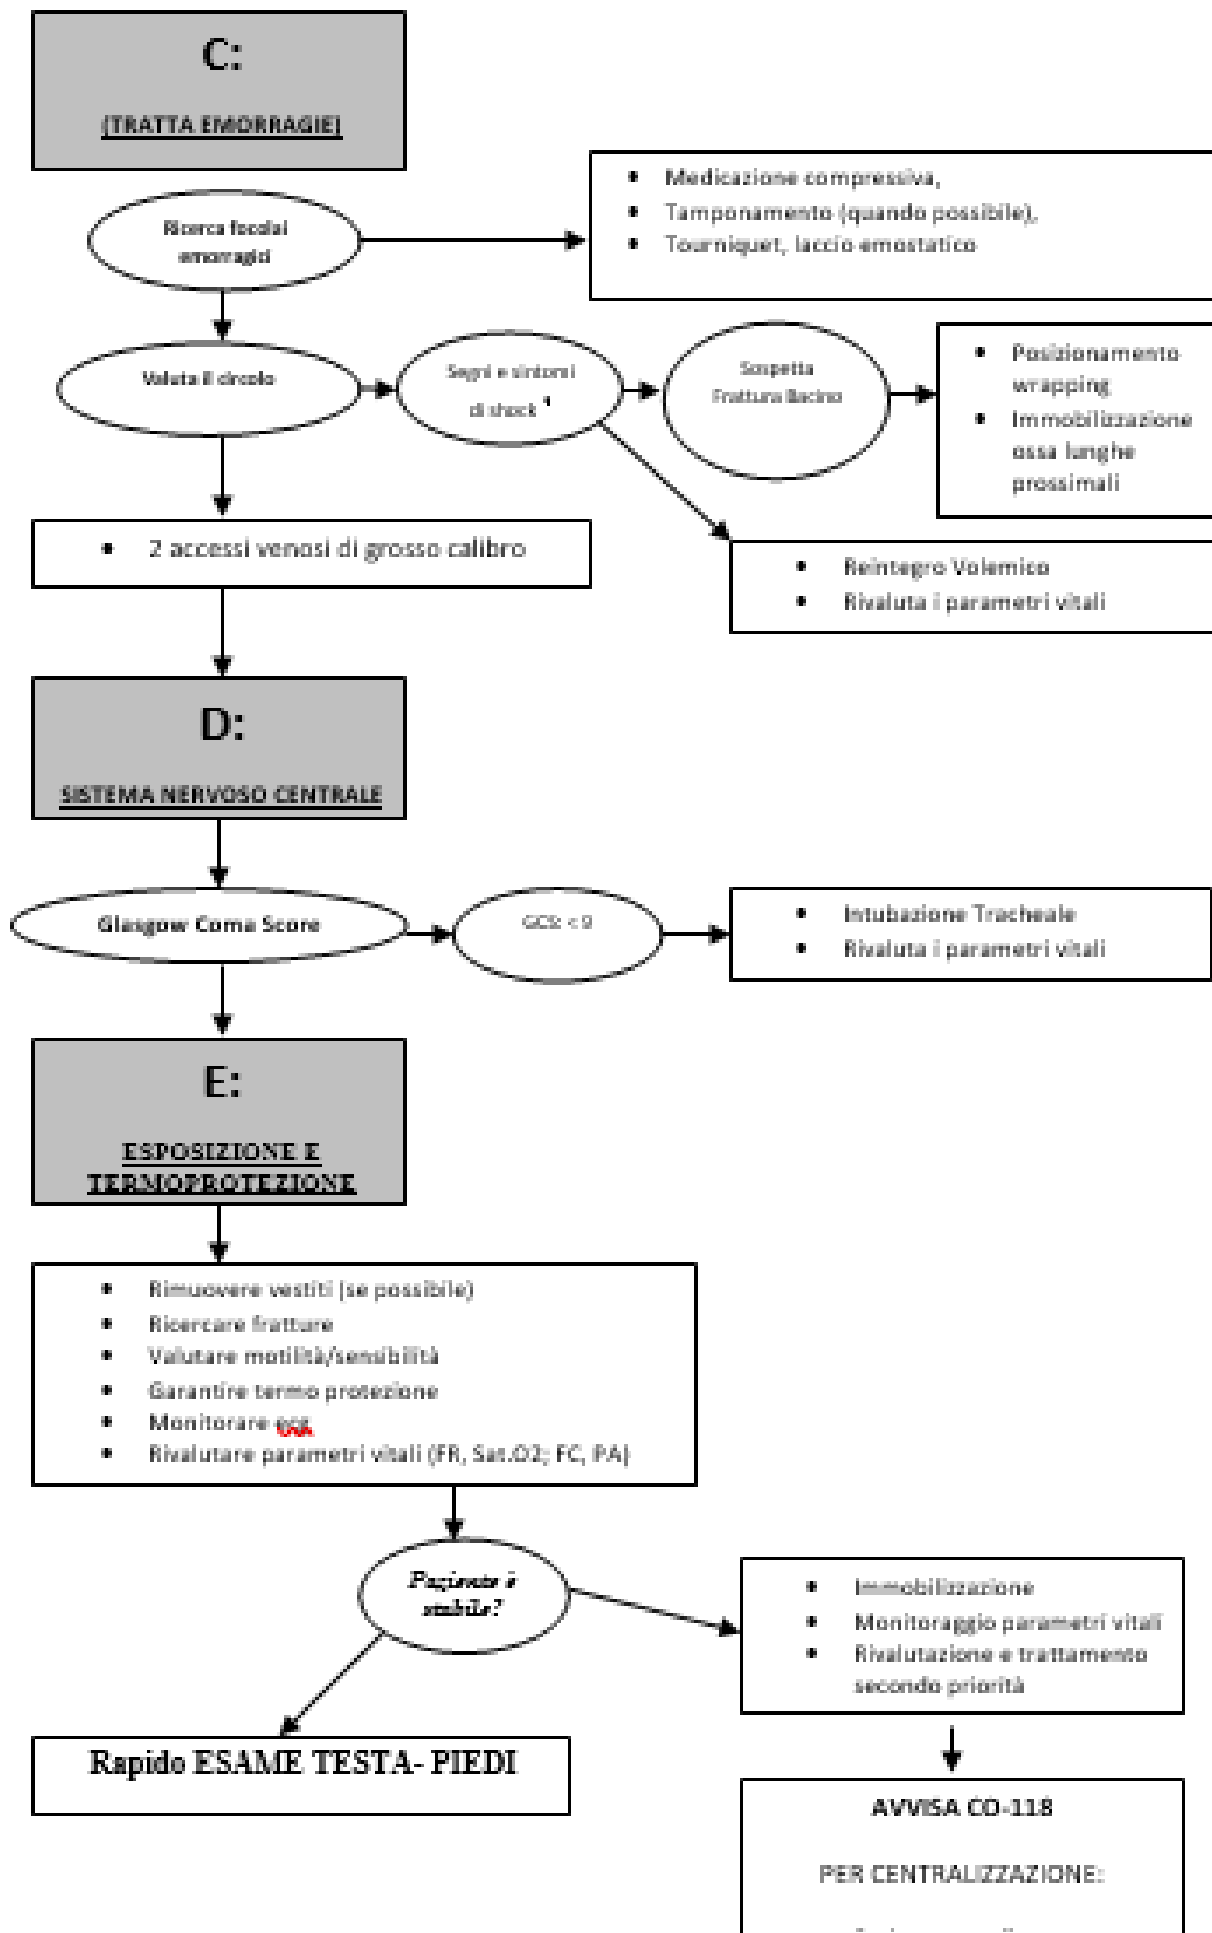 C:
(TRATTA EMORRAGIE)
• Medicazione compressiva,
• Tamponamento (quando possibile),
• Tourniquet, laccio emostatico
Ricerca focolai
emorragici
Valuta il circolo
Segni e sintomi
di shock
Sospetta
Frattura Bacino
• Posizionamento
wrapping
• Immobilizzazione
ossa lunghe
prossimali
• 2 accessi venosi di grosso calibro
• Reintegro Volemico
• Rivaluta i parametri vitali
D:
SISTEMA NERVOSO CENTRALE
Glasgow Coma Score
GCS: < 9
• Intubazione Tracheale
• Rivaluta i parametri vitali
E:
ESPOSIZIONE E
TERMOPROTEZIONE
• Rimuovere vestiti (se possibile)
• Ricercare fratture
• Valutare motilità/sensibilità
• Garantire termo protezione
• Monitorare ecg
• Rivalutare parametri vitali (FR, Sat.O2; FC, PA)
Paziente è
stabile?
• Immobilizzazione
• Monitoraggio parametri vitali
• Rivalutazione e trattamento
secondo priorità
Rapido ESAME TESTA- PIEDI
AVVISA CO-118
PER CENTRALIZZAZIONE: